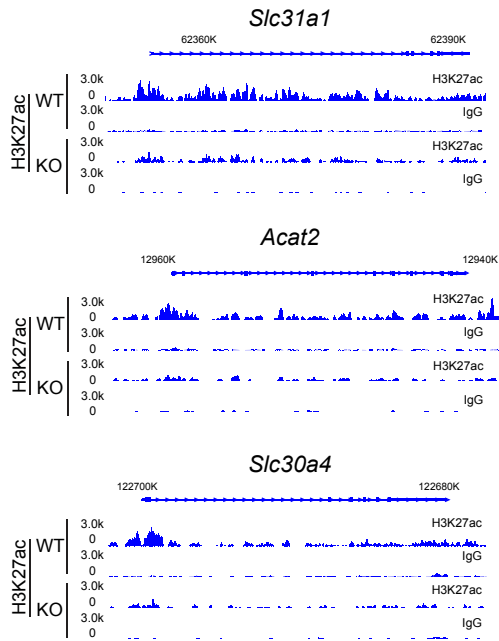 Slc31a1
62360K 62390K
H3K27ac
WT
3.0k
0
H3K27ac
3.0k
0
IgG
KO
3.0k
0
H3K27ac
3.0k
0
IgG
Acat2
12960K 12940K
H3K27ac
WT
3.0k
0
H3K27ac
3.0k
0
IgG
KO
3.0k
0
H3K27ac
3.0k
0
IgG
Slc30a4
122700K 122680K
H3K27ac
WT
3.0k
0
H3K27ac
3.0k
0
IgG
KO
3.0k
0
H3K27ac
3.0k
0
IgG